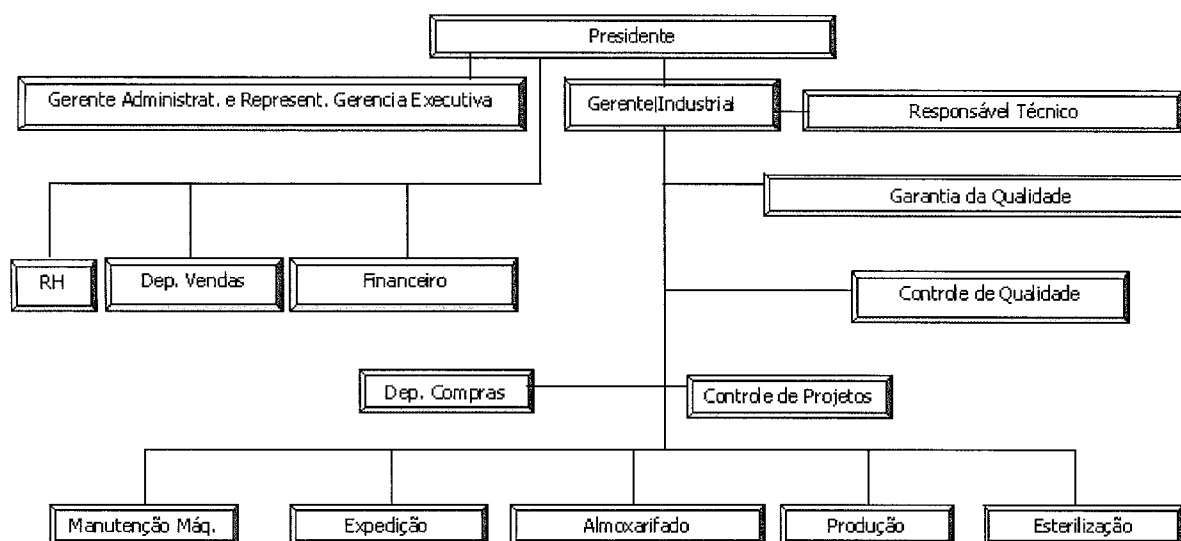 Presidente
Gerente Administrat. e Represent. Gerencia Executiva
Gerente Industrial
Responsável Técnico
Garantia da Qualidade
RH
Dep. Vendas
Financeiro
Controle de Qualidade
Dep. Compras
Controle de Projetos
Manutenção Máq.
Expedição
Almoxarifado
Produção
Esterilização